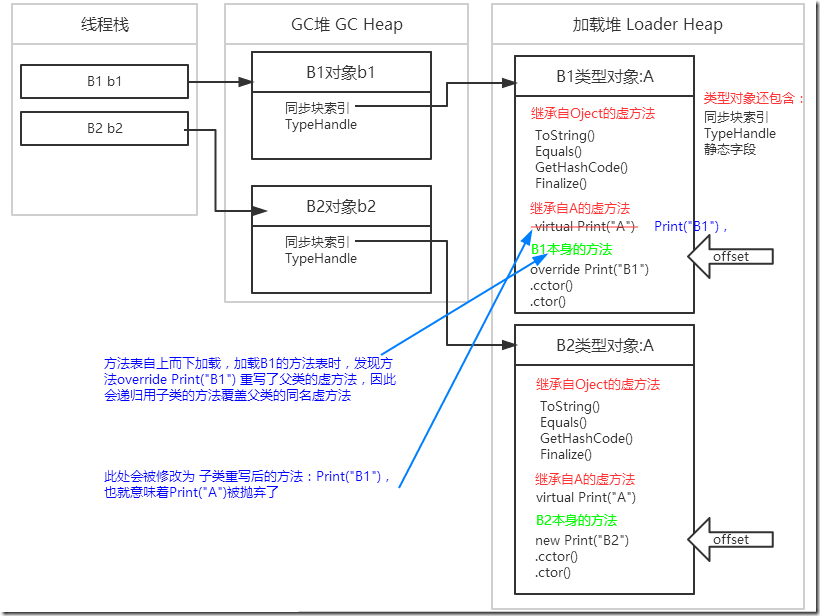 线程栈
B1 b1
B2 b2
GC堆 GC Heap
B1对象b1
同步块索引
TypeHandle
B2对象b2
同步块索引
TypeHandle
加载堆 Loader Heap
B1类型对象:A
继承自Oject的虚方法
ToString()
Equals()
GetHashCode()
Finalize()
继承自A的虚方法
virtual Print("A") Print("B1")，
B1本身的方法
override Print("B1")
.cctor()
.ctor()
类型对象还包含：
同步块索引
TypeHandle
静态字段
offset
B2类型对象:A
继承自Oject的虚方法
ToString()
Equals()
GetHashCode()
Finalize()
继承自A的虚方法
virtual Print("A")
B2本身的方法
new Print("B2")
.cctor()
.ctor()
offset
方法表自上而下加载，加载B1的方法表时，发现方
法override Print("B1") 重写了父类的虚方法，因此
会递归用子类的方法覆盖父类的同名虚方法
此处会被修改为 子类重写后的方法：Print("B1")，
也就意味着Print("A")被抛弃了